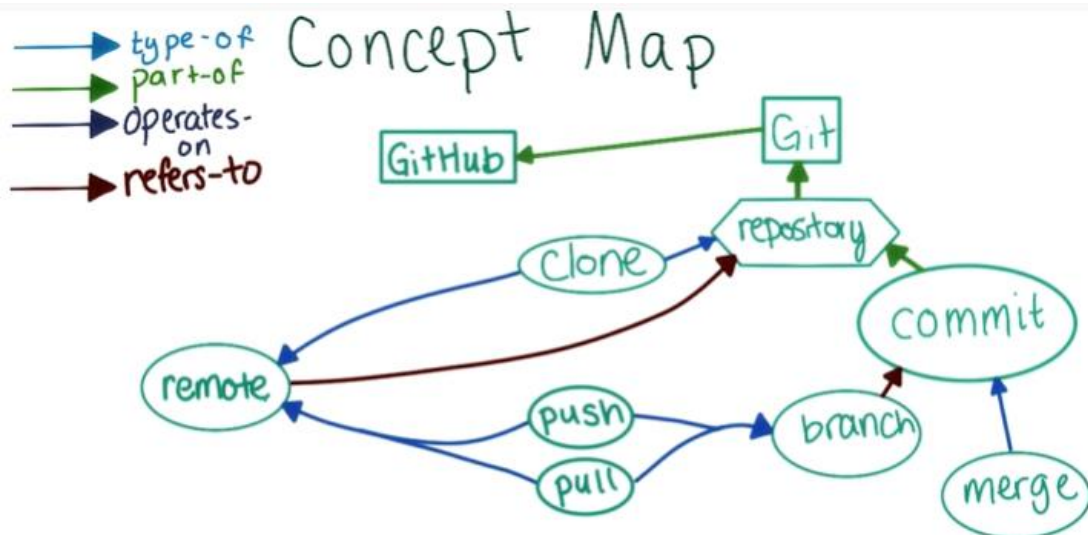 type-of
Concept Map
part-of
operates-
on
refers-to
GitHub
Git
repository
clone
commit
remote
push
branch
pull
merge